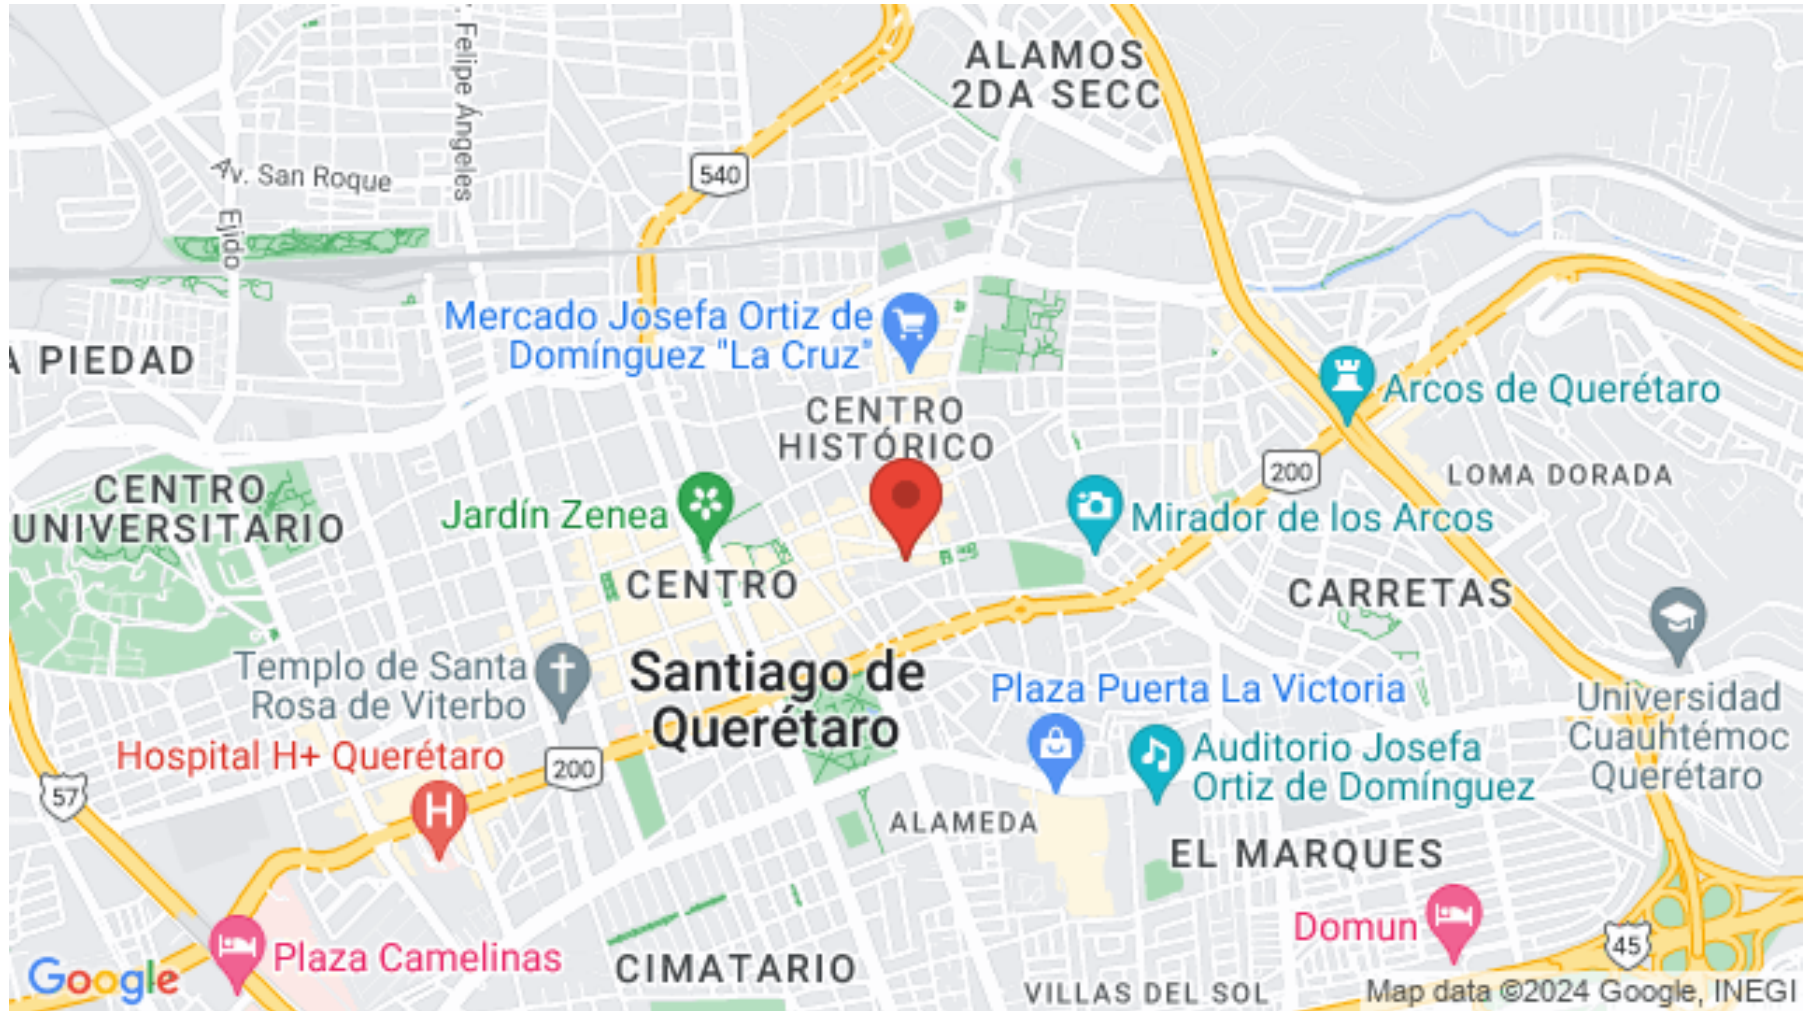 Felipe Ángeles
ALAMOS
2DA SECC
Av. San Roque
540
Ejido
Mercado Josefa Ortiz de
Domínguez "La Cruz"
A PIEDAD
Arcos de Querétaro
CENTRO
HISTÓRICO
200
LOMA DORADA
CENTRO
UNIVERSITARIO
Jardín Zenea
Mirador de los Arcos
CENTRO
CARRETAS
Templo de Santa
Rosa de Viterbo
Santiago de
Querétaro
Plaza Puerta La Victoria
Universidad
Cuauhtémoc
Querétaro
Hospital H+ Querétaro
H
200
Auditorio Josefa
Ortiz de Domínguez
57
ALAMEDA
EL MARQUES
Domun
45
Plaza Camelinas
CIMATARIO
Google
VILLAS DEL SOL
Map data ©2024 Google, INEGI